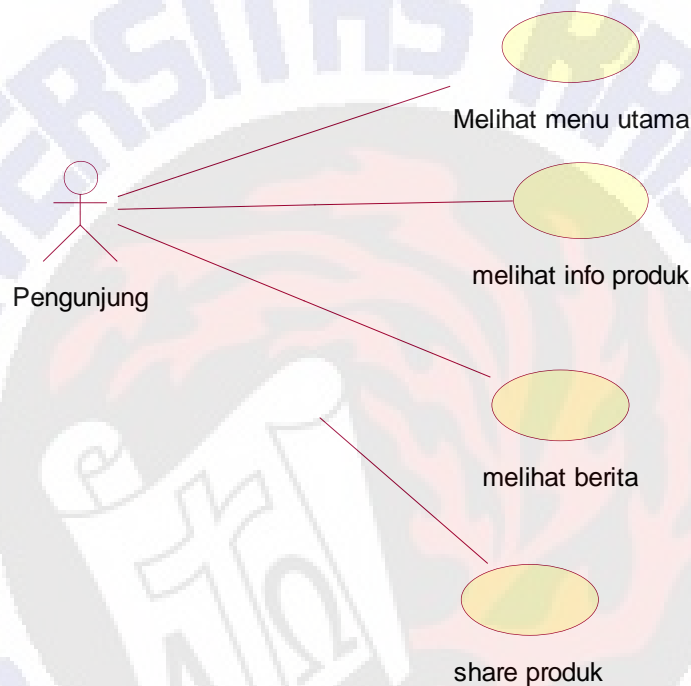 Melihat menu utama
melihat info produk
Pengunjung
melihat berita
share produk